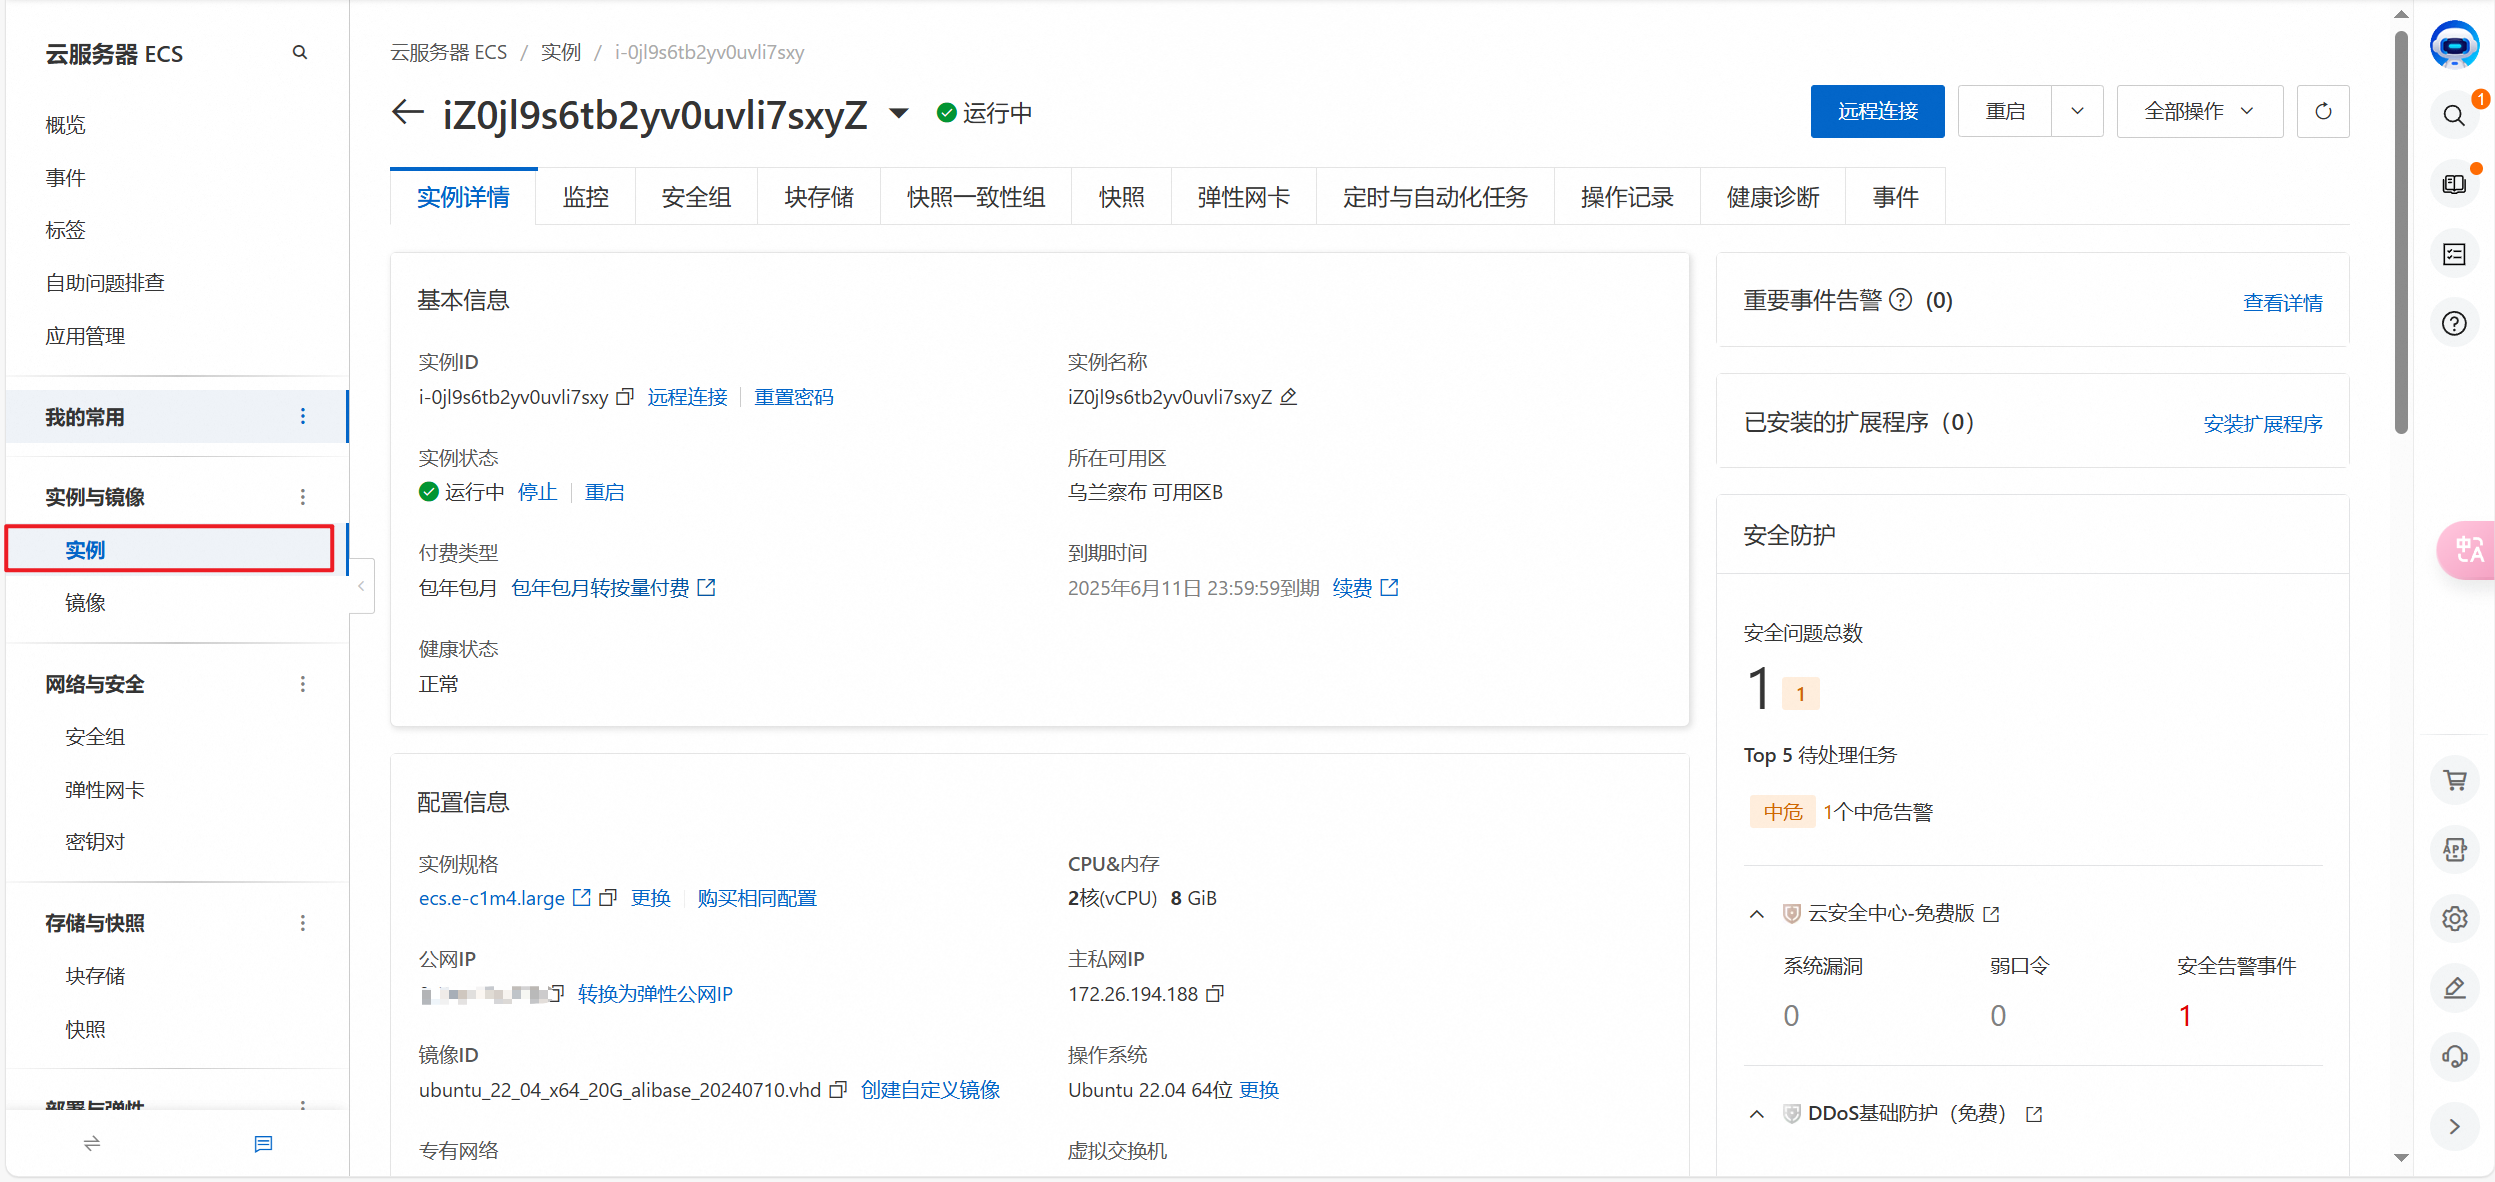 云服务器 ECS
概览
事件
标签
自助问题排查
应用管理
我的常用
实例与镜像
实例
镜像
网络与安全
安全组
弹性网卡
密钥对
存储与快照
块存储
快照
部署与弹性
云服务器 ECS / 实例 / i-0jl9s6tb2yv0uvli7sxy
iZ0jl9s6tb2yv0uvli7sxyZ 运行中
远程连接 重启 全部操作
实例详情 监控 安全组 块存储 快照一致性组 快照 弹性网卡 定时与自动化任务 操作记录 健康诊断 事件
基本信息
实例ID
i-0jl9s6tb2yv0uvli7sxy 远程连接 重置密码
实例名称
iZ0jl9s6tb2yv0uvli7sxyZ
实例状态
运行中 停止 重启
所在可用区
乌兰察布 可用区B
付费类型
包年包月 包年包月转按量付费
到期时间
2025年6月11日 23:59:59到期 续费
健康状态
正常
配置信息
实例规格
ecs.e-c1m4.large 更换 购买相同配置
CPU&内存
2核(vCPU) 8 GiB
公网IP
转换为弹性公网IP
主私网IP
172.26.194.188
镜像ID
ubuntu_22_04_x64_20G_alibase_20240710.vhd 创建自定义镜像
操作系统
Ubuntu 22.04 64位 更换
专有网络
虚拟交换机
重要事件告警 (0) 查看详情
已安装的扩展程序（0） 安装扩展程序
安全防护
安全问题总数
1 1
Top 5 待处理任务
中危 1个中危告警
云安全中心-免费版
系统漏洞 弱口令 安全告警事件
0 0 1
DDoS基础防护（免费）
1
中A
APP